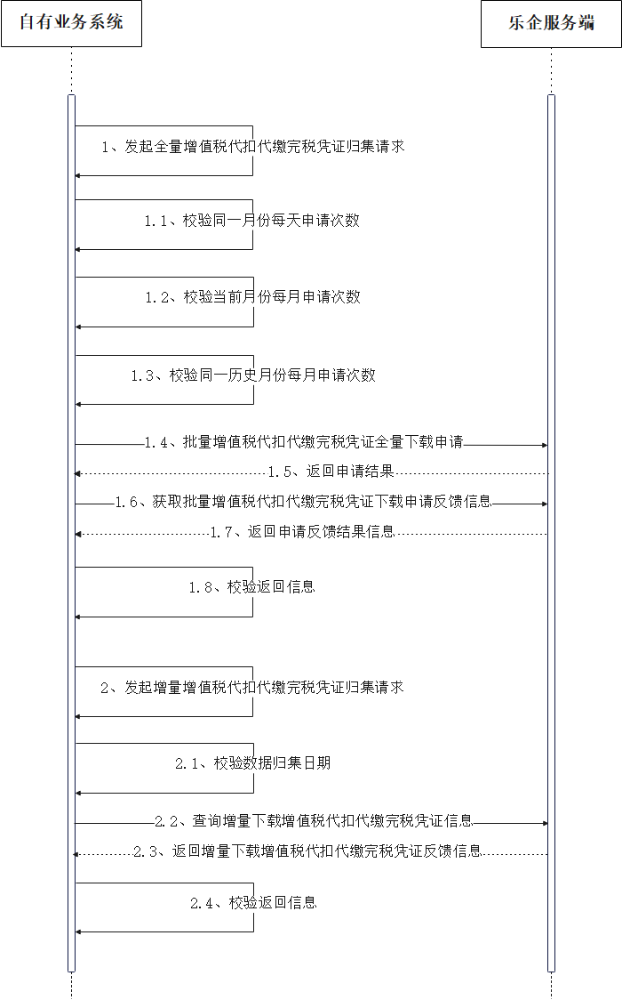 自有业务系统
乐企服务端
1、发起全量增值税代扣代缴完税凭证归集请求
1.1、校验同一月份每天申请次数
1.2、校验当前月份每月申请次数
1.3、校验同一历史月份每月申请次数
1.4、批量增值税代扣代缴完税凭证全量下载申请
1.5、返回申请结果
1.6、获取批量增值税代扣代缴完税凭证下载申请反馈信息
1.7、返回申请反馈结果信息
1.8、校验返回信息
2、发起增量增值税代扣代缴完税凭证归集请求
2.1、校验数据归集日期
2.2、查询增量下载增值税代扣代缴完税凭证信息
2.3、返回增量下载增值税代扣代缴完税凭证反馈信息
2.4、校验返回信息